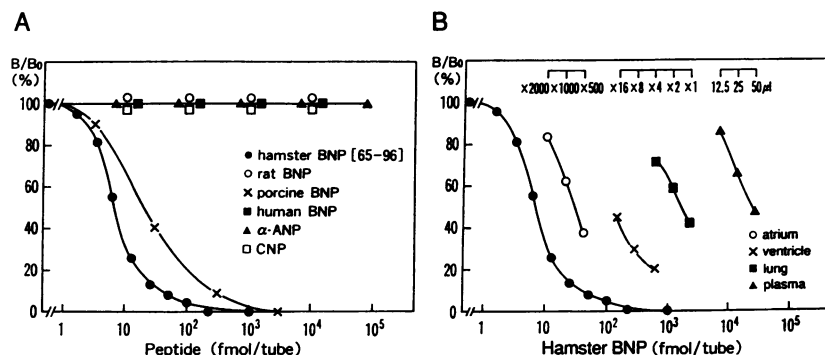 A
B/B₀
(%)
100
80
60
40
20
0
1
10
10²
10³
10⁴
10⁵
Peptide (fmol/tube)
● hamster BNP [65-96]
○ rat BNP
× porcine BNP
■ human BNP
▲ α-ANP
□ CNP
B
B/B₀
(%)
100
80
60
40
20
0
×2000 ×1000 ×500
×16 ×8 ×4 ×2 ×1
12.5 25 50 μl
○ atrium
× ventricle
■ lung
▲ plasma
1
10
10²
10³
10⁴
10⁵
Hamster BNP (fmol/tube)